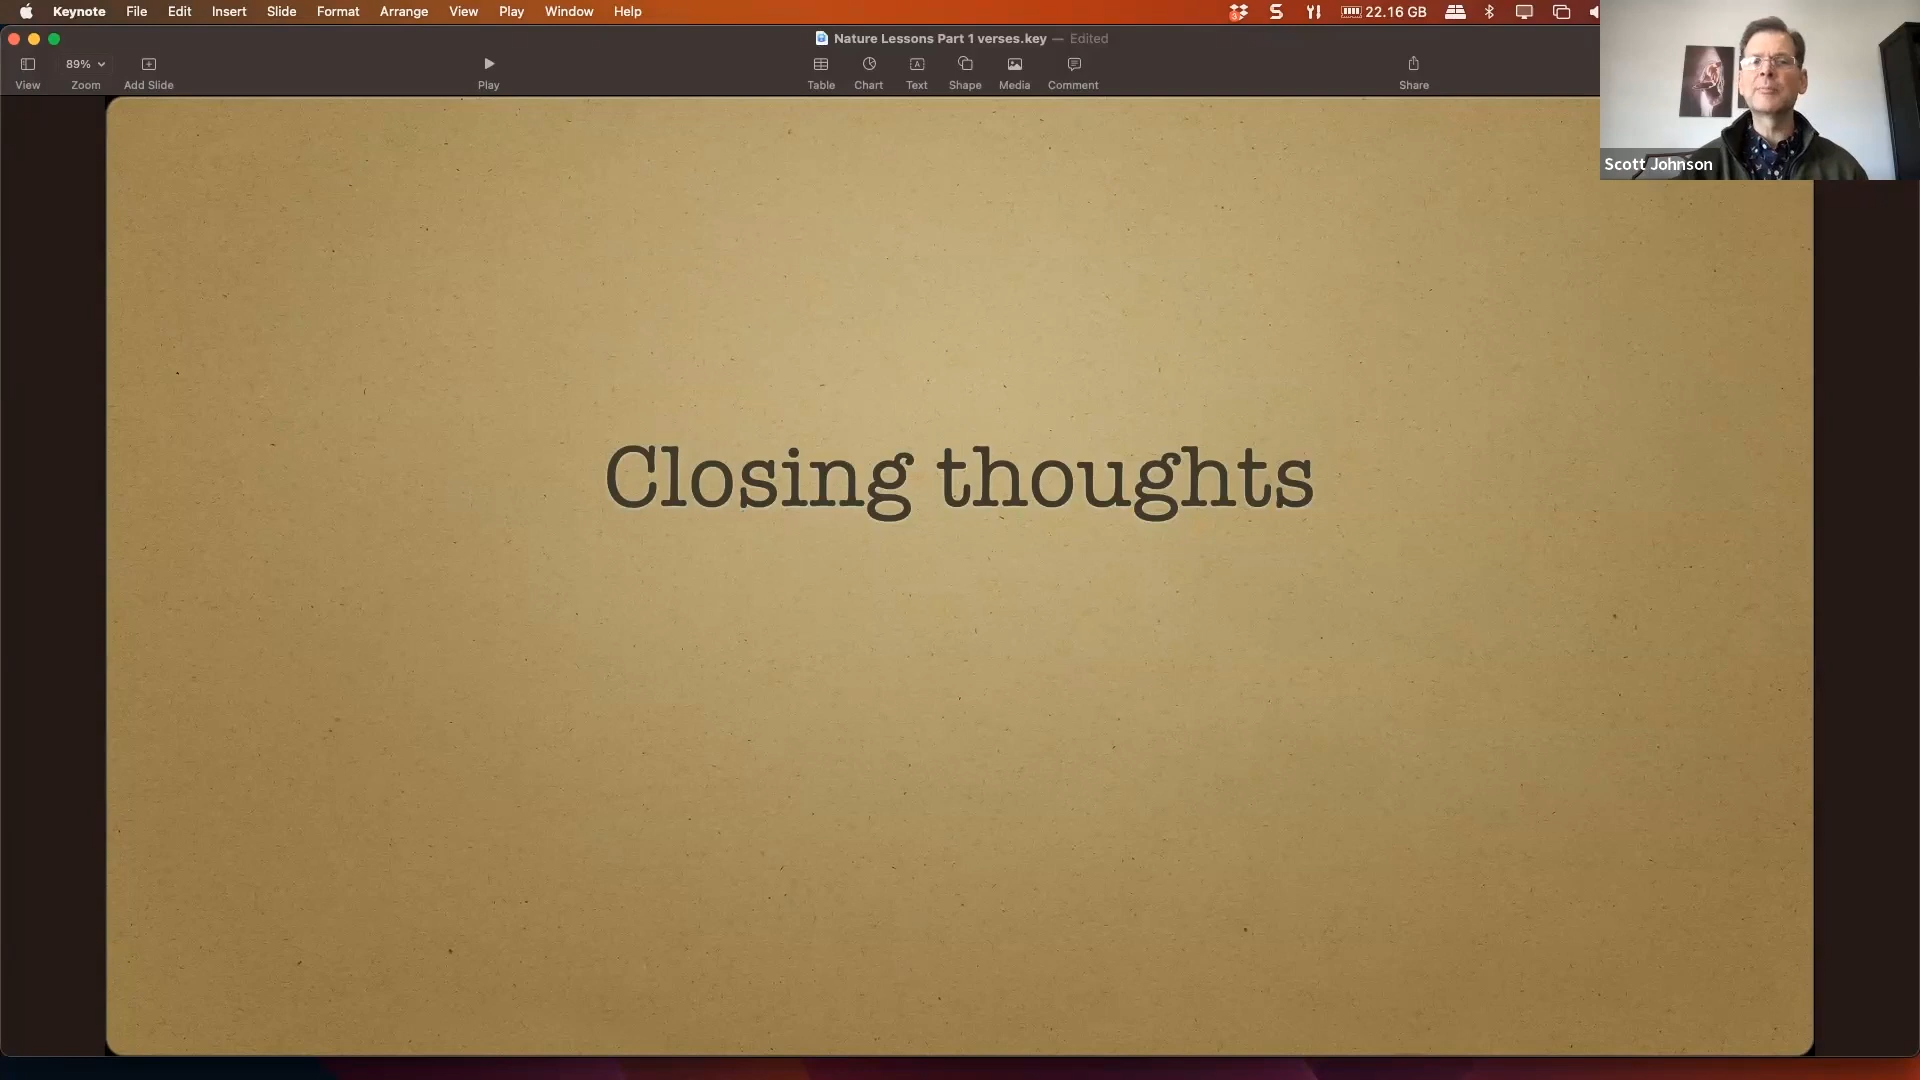 Keynote File Edit Insert Slide Format Arrange View Play Window Help 22.16 GB
Nature Lessons Part 1 verses.key — Edited
89%
View Zoom Add Slide Play Table Chart Text Shape Media Comment Share
Scott Johnson
Closing thoughts